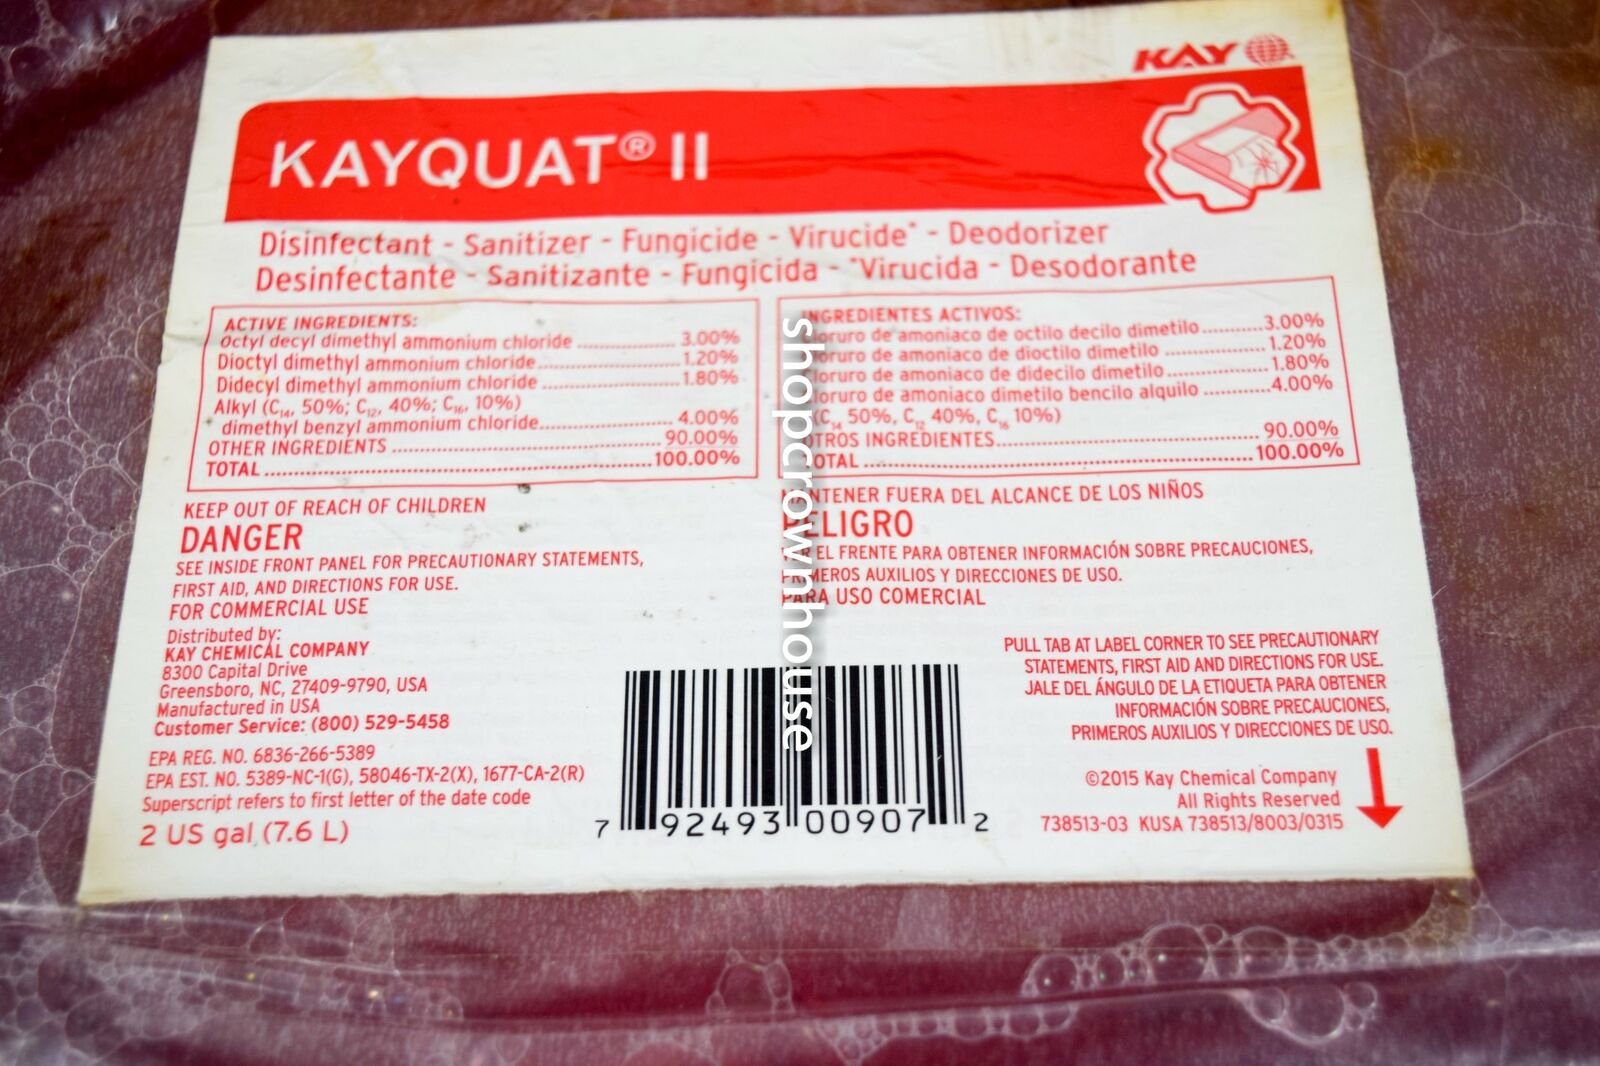 KAY
KAYQUAT® II
Disinfectant - Sanitizer - Fungicide - Virucide* - Deodorizer
Desinfectante - Sanitizante - Fungicida - *Virucida - Desodorante
ACTIVE INGREDIENTS:
Octyl decyl dimethyl ammonium chloride .................. 3.00%
Dioctyl dimethyl ammonium chloride......................... 1.20%
Didecyl dimethyl ammonium chloride ........................ 1.80%
Alkyl (C₁₄, 50%; C₁₂, 40%; C₁₆, 10%)
dimethyl benzyl ammonium chloride........................ 4.00%
OTHER INGREDIENTS .............................................. 90.00%
TOTAL ................................................................ 100.00%
INGREDIENTES ACTIVOS:
oruro de amoniaco de octilo decilo dimetilo............3.00%
oruro de amoniaco de dioctilo dimetilo ....................1.20%
loruro de amoniaco de didecilo dimetilo....................1.80%
loruro de amoniaco dimetilo bencilo alquilo .............4.00%
(C₁₄ 50%, C₁₂ 40%, C₁₆ 10%)
OTROS INGREDIENTES............................................. 90.00%
OTAL ................................................................ 100.00%
KEEP OUT OF REACH OF CHILDREN
DANGER
SEE INSIDE FRONT PANEL FOR PRECAUTIONARY STATEMENTS,
FIRST AID, AND DIRECTIONS FOR USE.
FOR COMMERCIAL USE
MANTENER FUERA DEL ALCANCE DE LOS NIÑOS
PELIGRO
EL FRENTE PARA OBTENER INFORMACIÓN SOBRE PRECAUCIONES,
PRIMEROS AUXILIOS Y DIRECCIONES DE USO.
PARA USO COMERCIAL
Distributed by:
KAY CHEMICAL COMPANY
8300 Capital Drive
Greensboro, NC, 27409-9790, USA
Manufactured in USA
Customer Service: (800) 529-5458
EPA REG. NO. 6836-266-5389
EPA EST. NO. 5389-NC-1(G), 58046-TX-2(X), 1677-CA-2(R)
Superscript refers to first letter of the date code
2 US gal (7.6 L)
7 92493 00907 2
PULL TAB AT LABEL CORNER TO SEE PRECAUTIONARY
STATEMENTS, FIRST AID AND DIRECTIONS FOR USE.
JALE DEL ÁNGULO DE LA ETIQUETA PARA OBTENER
INFORMACIÓN SOBRE PRECAUCIONES,
PRIMEROS AUXILIOS Y DIRECCIONES DE USO.
©2015 Kay Chemical Company
All Rights Reserved
738513-03 KUSA 738513/8003/0315
shopcrownhouse